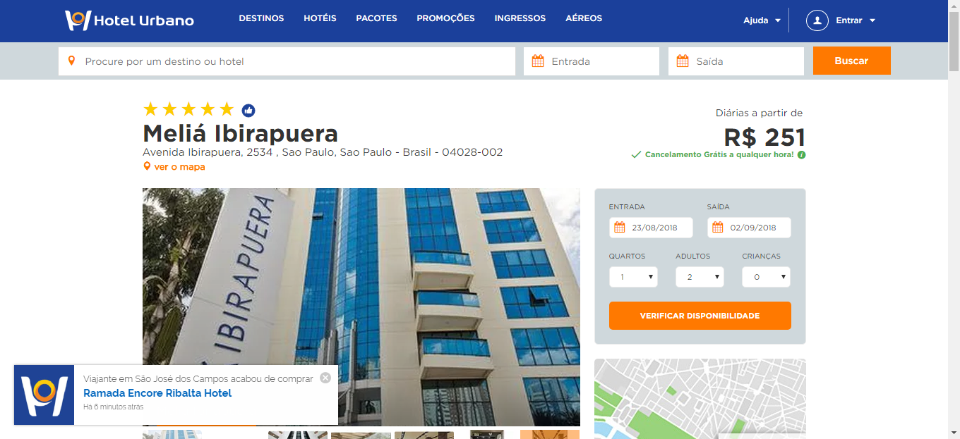 Hotel Urbano
DESTINOS HOTÉIS PACOTES PROMOÇÕES INGRESSOS AÉREOS
Ajuda Entrar
Procure por um destino ou hotel
Entrada
Saída
Buscar
Meliá Ibirapuera
Avenida Ibirapuera, 2534 , Sao Paulo, Sao Paulo - Brasil - 04028-002
ver o mapa
Diárias a partir de
R$ 251
Cancelamento Grátis a qualquer hora!
IBIRAPUERA
ENTRADA SAÍDA
23/08/2018 02/09/2018
QUARTOS ADULTOS CRIANÇAS
1 2 0
VERIFICAR DISPONIBILIDADE
Viajante em São José dos Campos acabou de comprar
Ramada Encore Ribalta Hotel
Há 6 minutos atrás